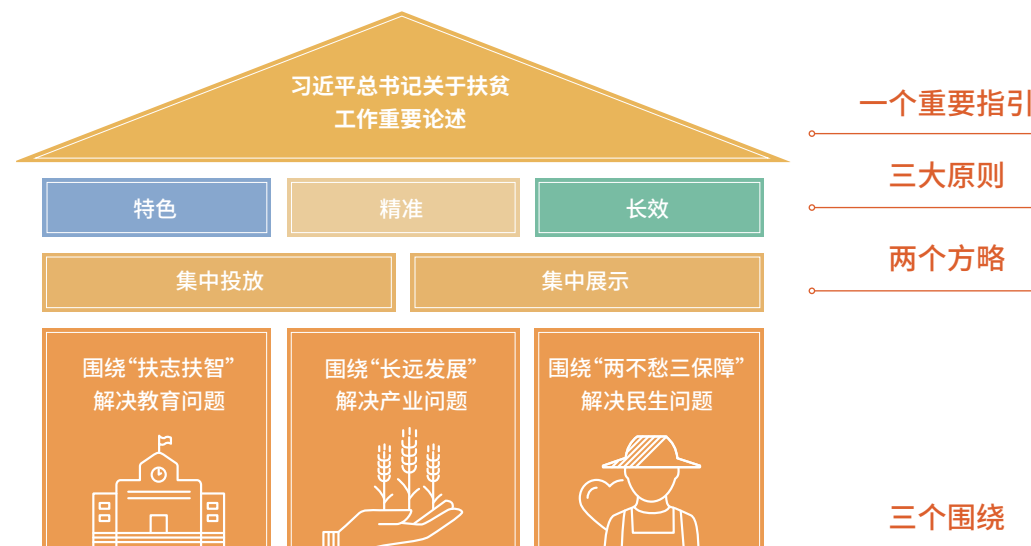 习近平总书记关于扶贫
工作重要论述
一个重要指引
特色
精准
长效
三大原则
集中投放
集中展示
两个方略
围绕“扶志扶智”
解决教育问题
围绕“长远发展”
解决产业问题
围绕“两不愁三保障”
解决民生问题
三个围绕